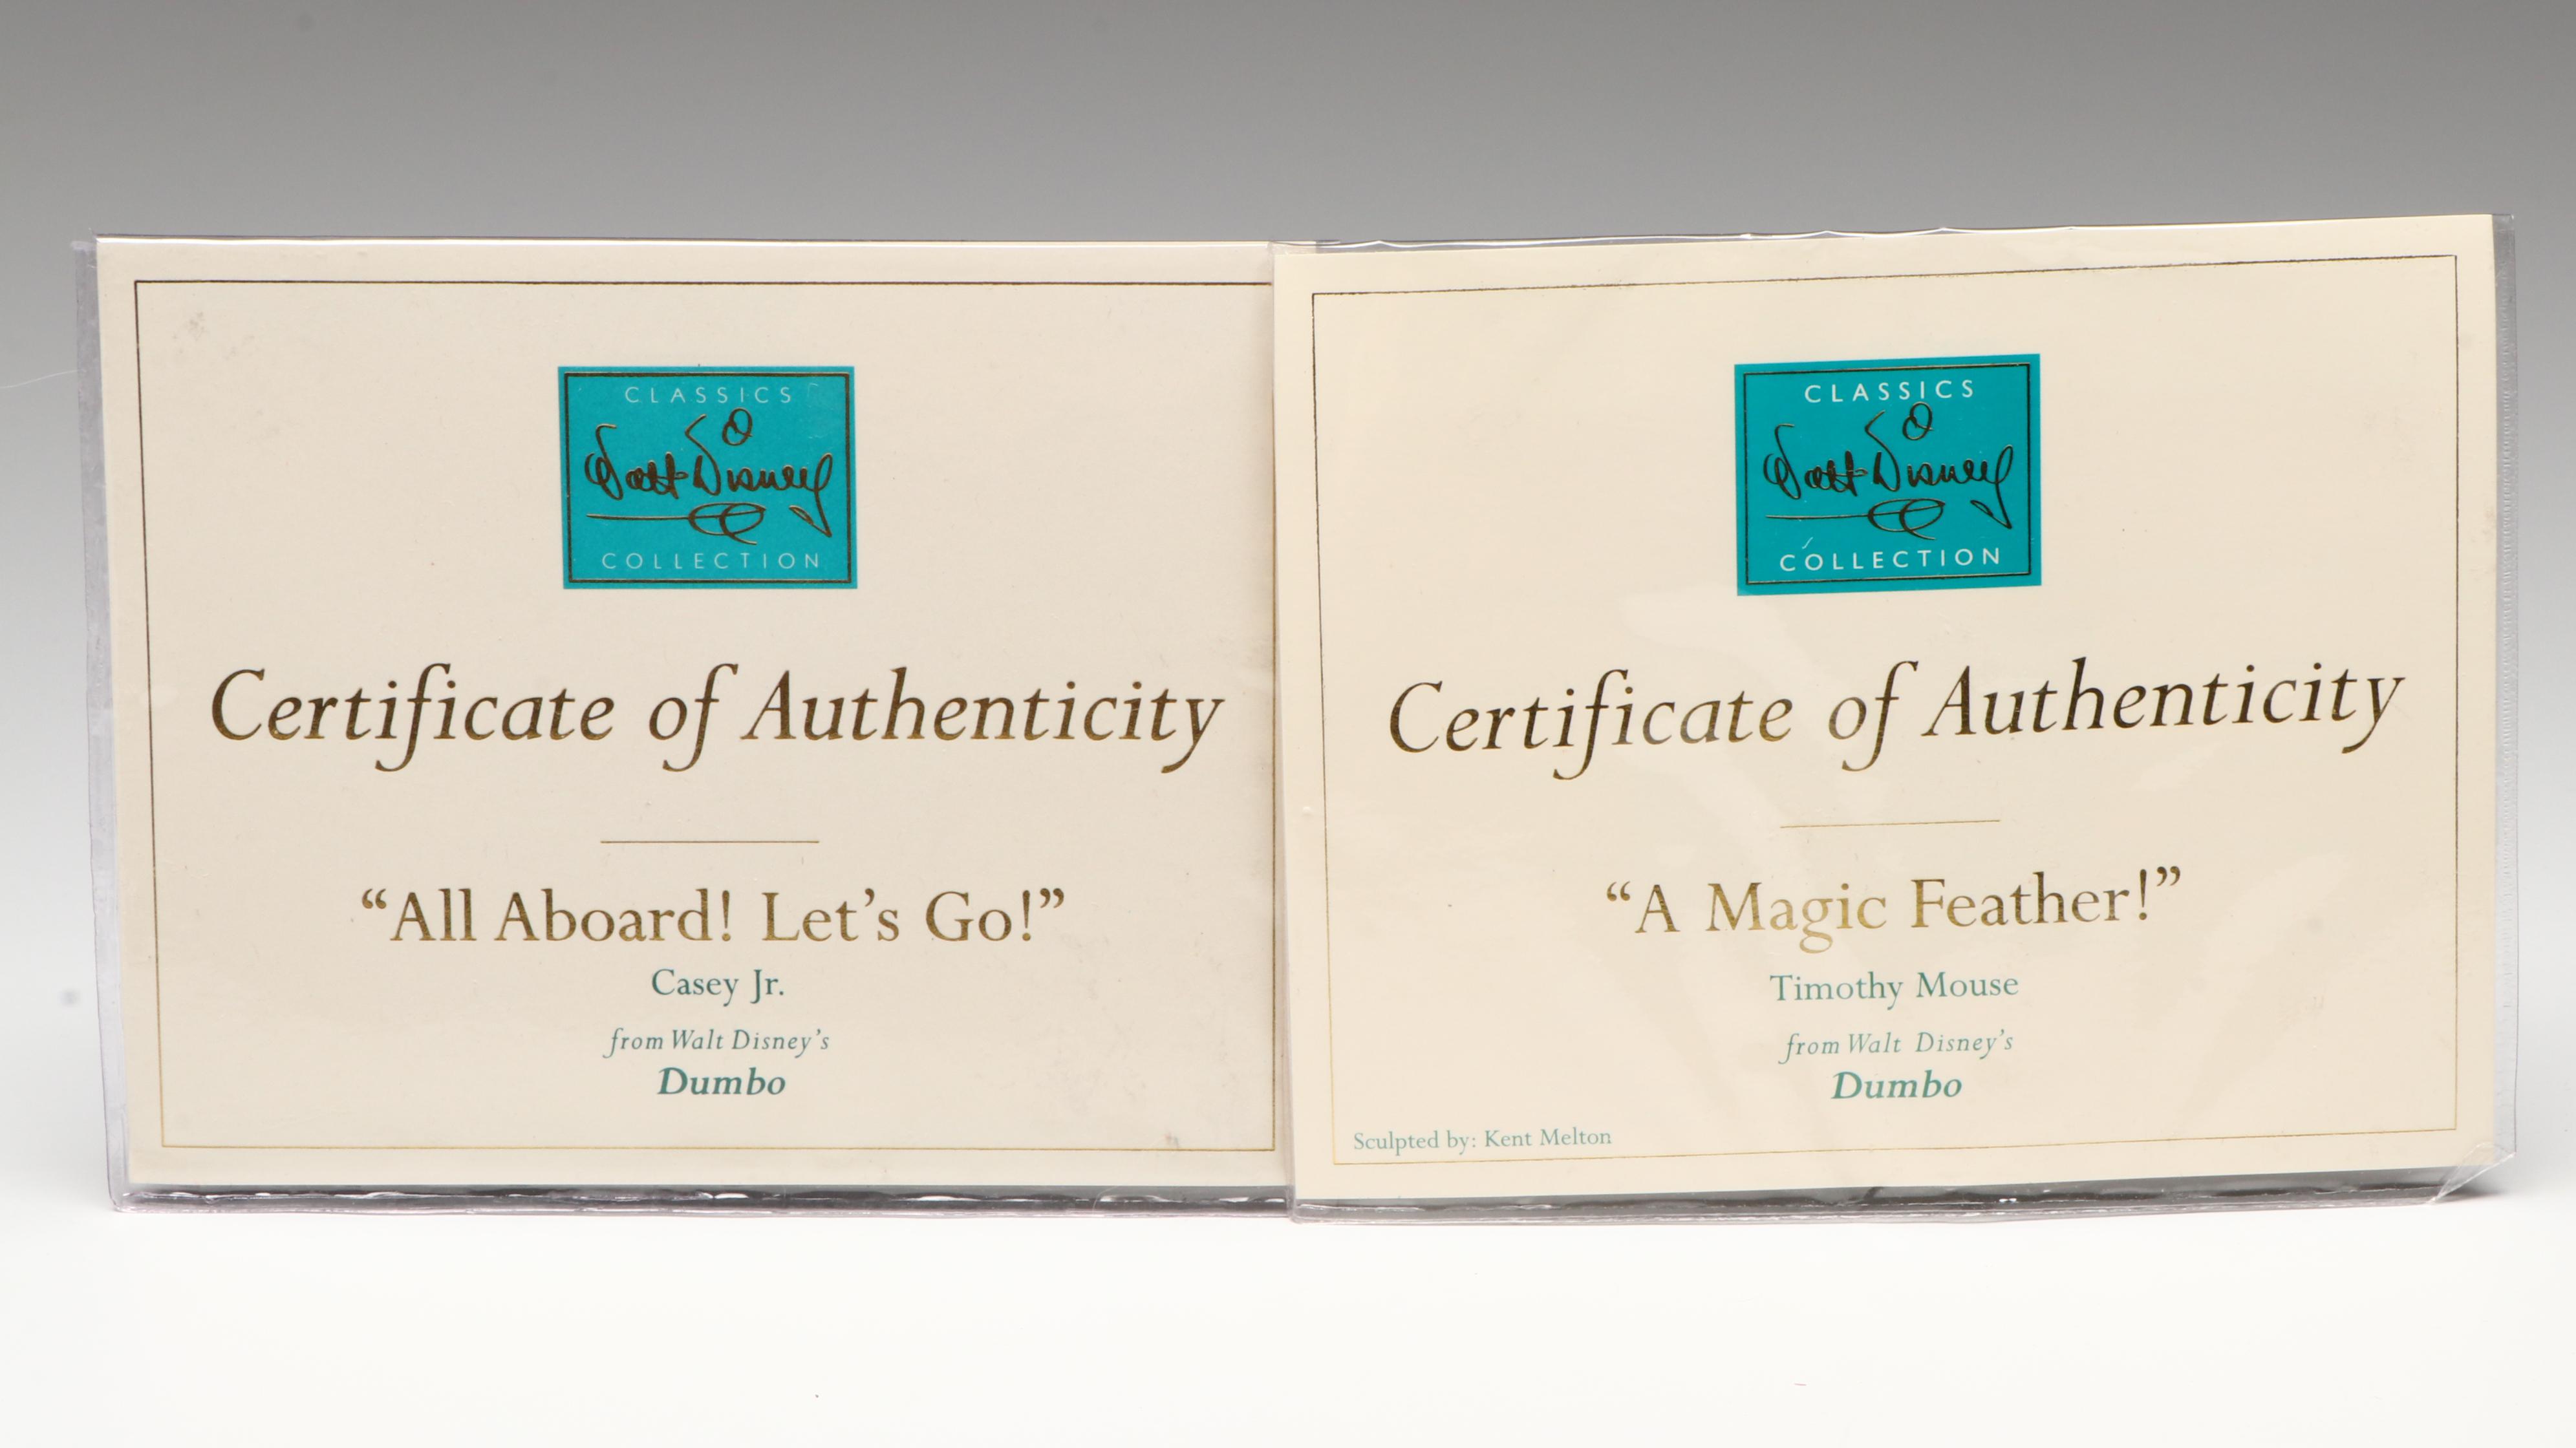 CLASSICS
Walt Disney
COLLECTION
Certificate of Authenticity
“All Aboard! Let’s Go!”
Casey Jr.
from Walt Disney’s
Dumbo
CLASSICS
Walt Disney
COLLECTION
Certificate of Authenticity
“A Magic Feather!”
Timothy Mouse
from Walt Disney’s
Dumbo
Sculpted by: Kent Melton